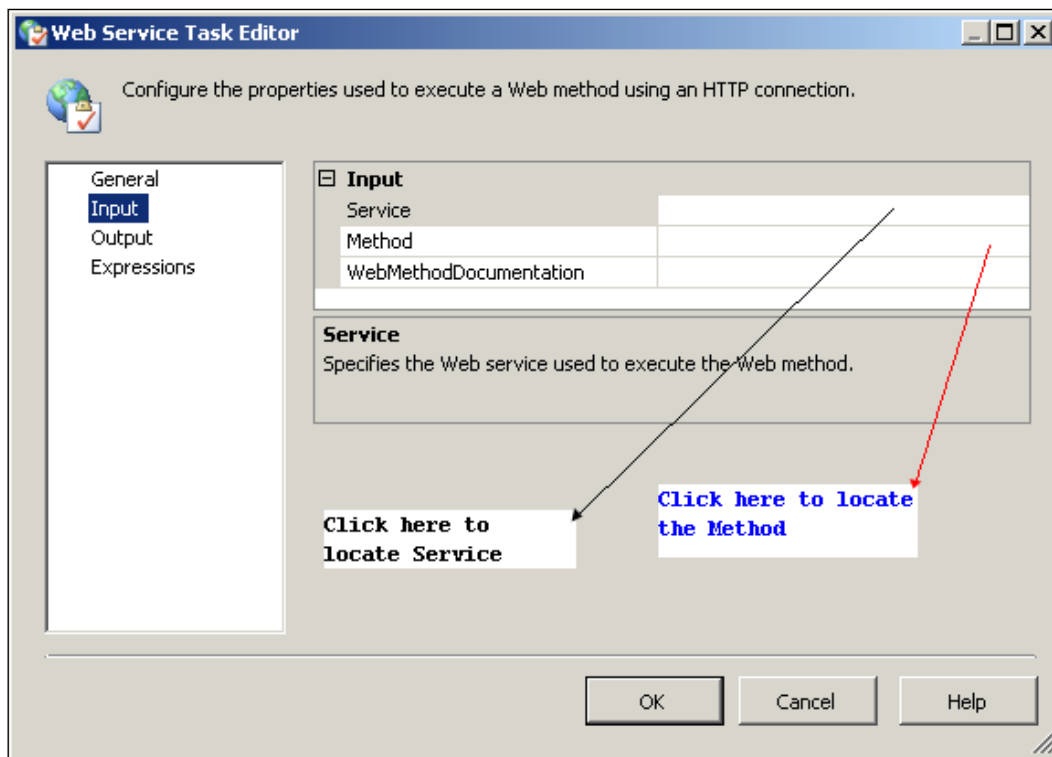 Web Service Task Editor
Configure the properties used to execute a Web method using an HTTP connection.
General
Input
Output
Expressions
Input
Service
Method
WebMethodDocumentation
Service
Specifies the Web service used to execute the Web method.
Click here to
locate Service
Click here to locate
the Method
OK
Cancel
Help